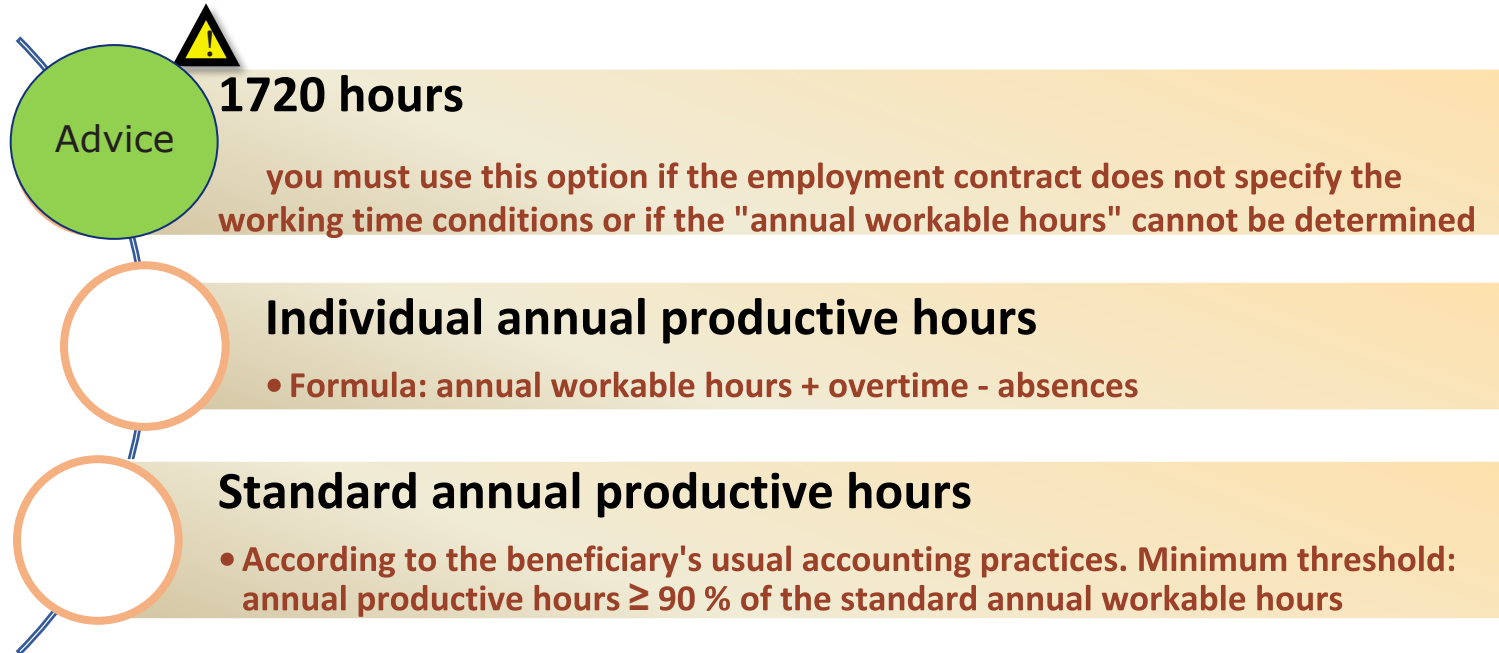 !
1720 hours
Advice
you must use this option if the employment contract does not specify the
working time conditions or if the "annual workable hours" cannot be determined
Individual annual productive hours
• Formula: annual workable hours + overtime - absences
Standard annual productive hours
• According to the beneficiary's usual accounting practices. Minimum threshold:
annual productive hours ≥ 90 % of the standard annual workable hours